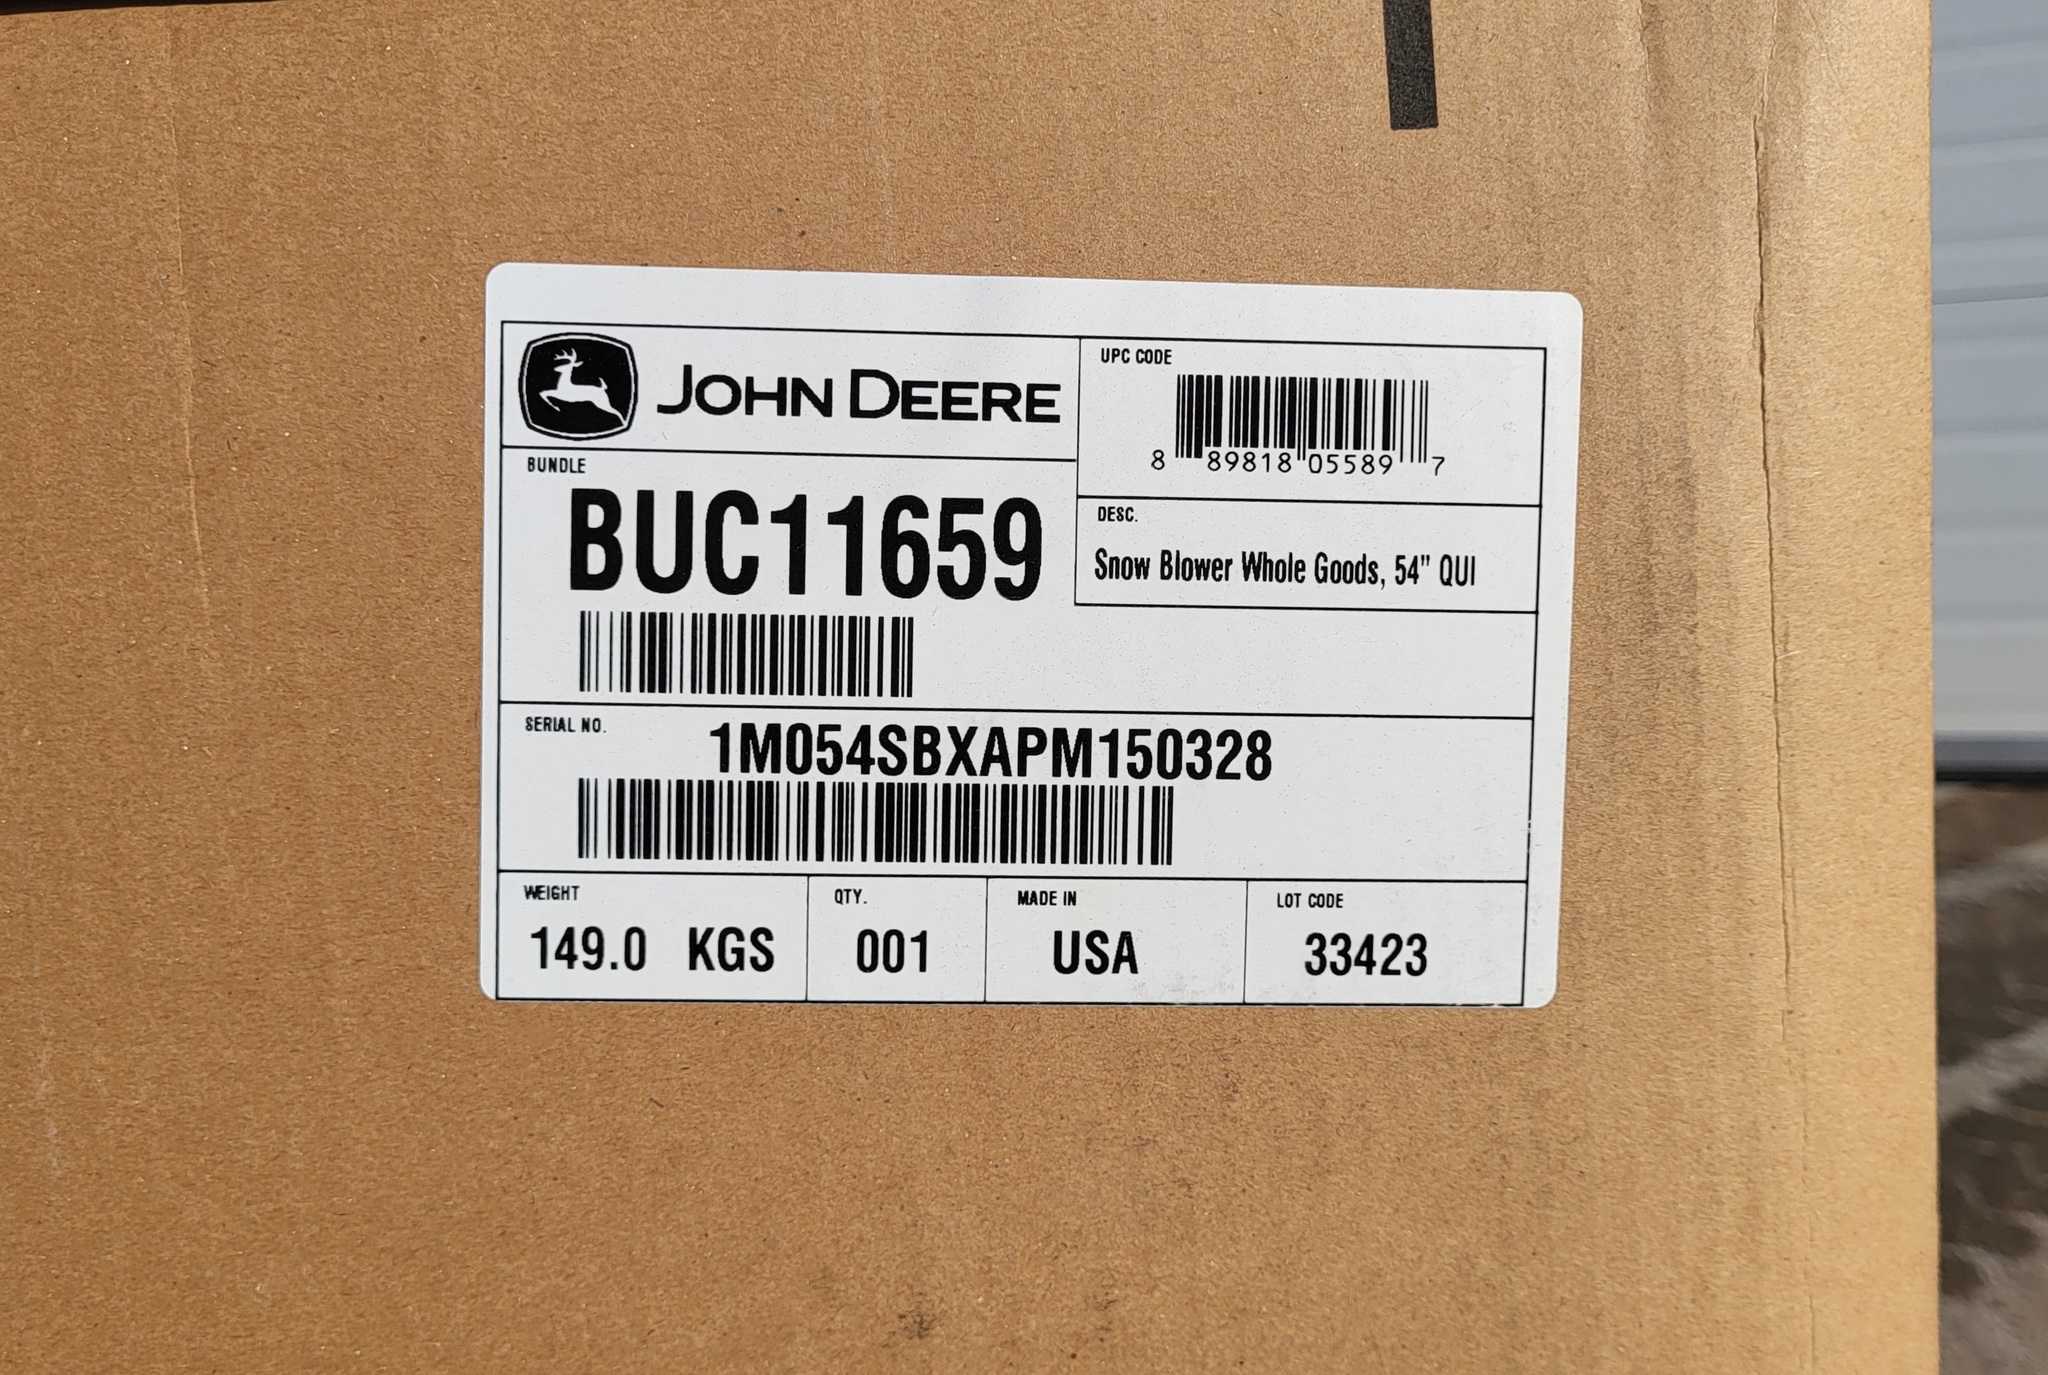 JOHN DEERE
UPC CODE
8 89818 05589 7
BUNDLE
BUC11659
DESC.
Snow Blower Whole Goods, 54" QUI
SERIAL NO.
1M054SBXAPM150328
WEIGHT
149.0 KGS
QTY.
001
MADE IN
USA
LOT CODE
33423